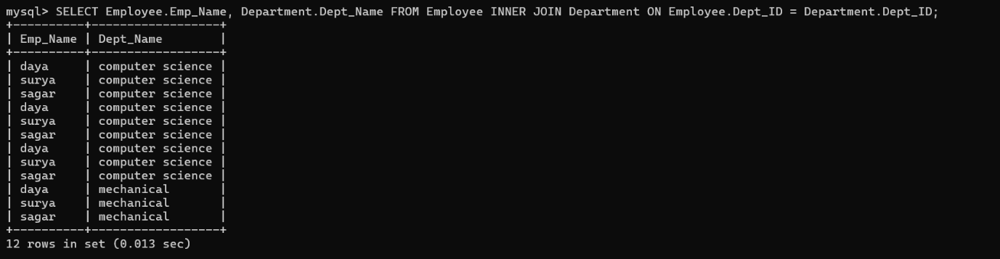 mysql> SELECT Employee.Emp_Name, Department.Dept_Name FROM Employee INNER JOIN Department ON Employee.Dept_ID = Department.Dept_ID;
+----------+------------------+
| Emp_Name | Dept_Name        |
+----------+------------------+
| daya     | computer science |
| surya    | computer science |
| sagar    | computer science |
| daya     | computer science |
| surya    | computer science |
| sagar    | computer science |
| daya     | computer science |
| surya    | computer science |
| sagar    | computer science |
| daya     | mechanical       |
| surya    | mechanical       |
| sagar    | mechanical       |
+----------+------------------+
12 rows in set (0.013 sec)